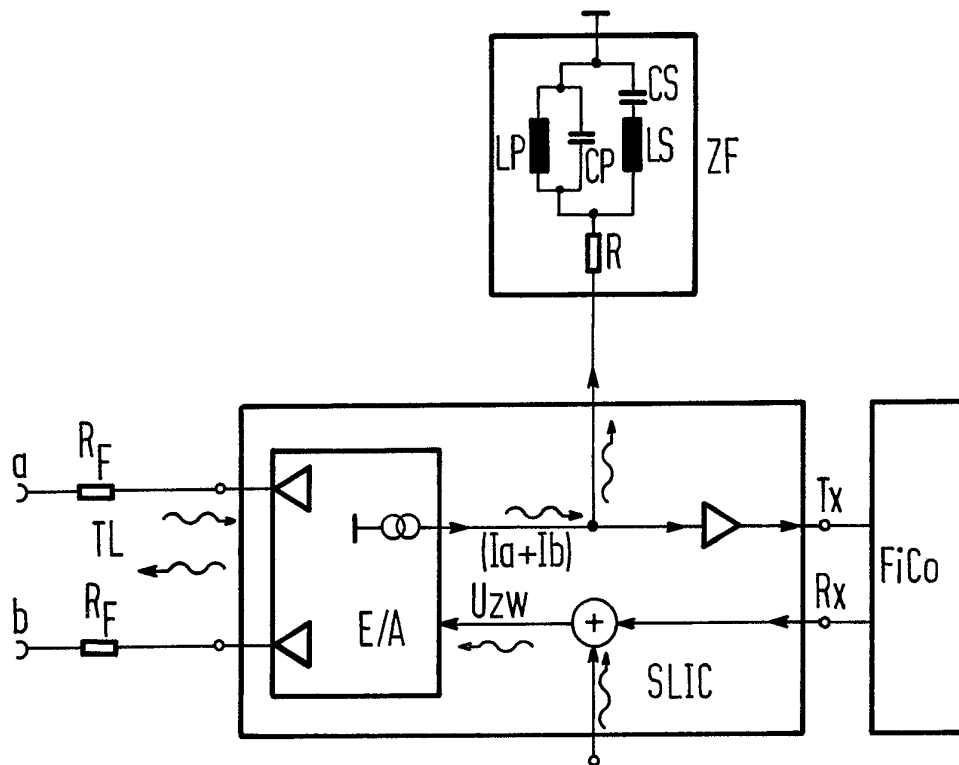 CS
LP
CP
LS
ZF
R
a
R_F
Tx
TL
(Ia+Ib)
FiCo
b
R_F
E/A
Uzw
+
Rx
SLIC